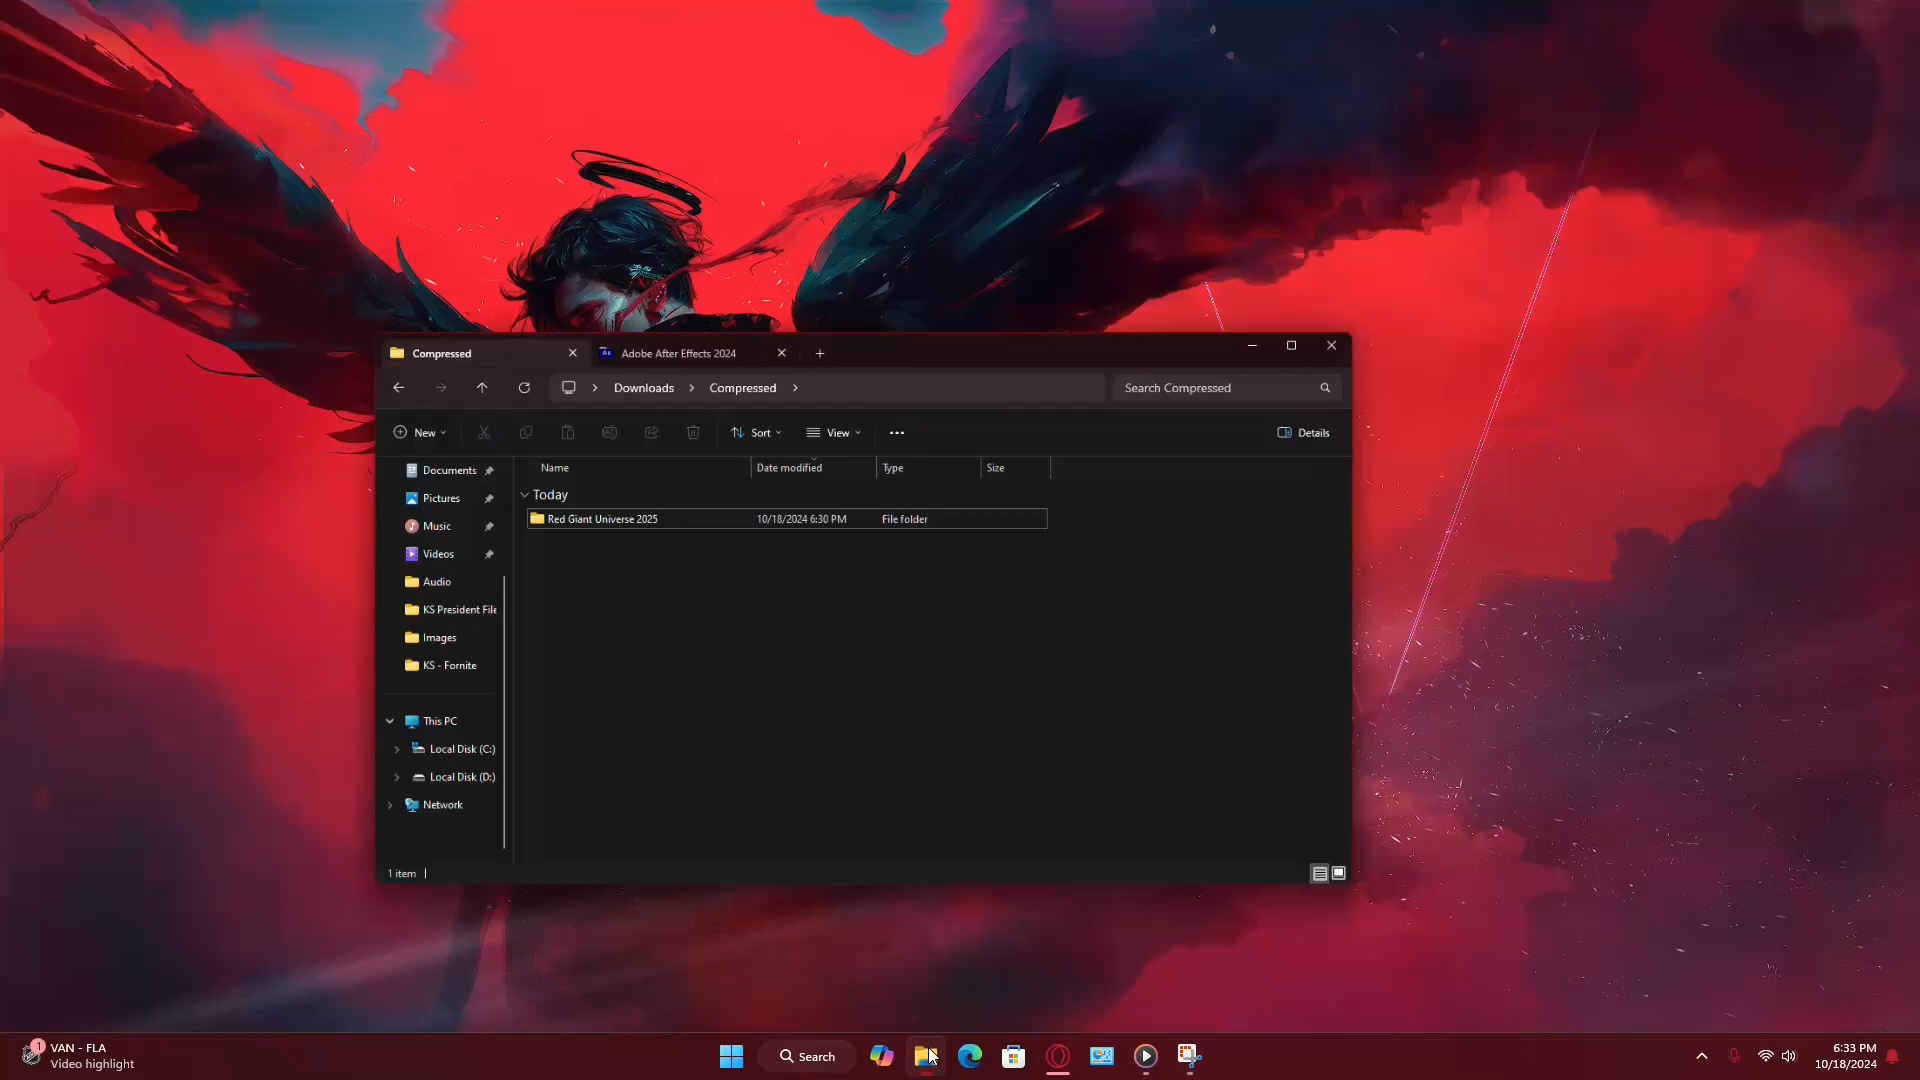 Compressed
Adobe After Effects 2024
Downloads
Compressed
Search Compressed
New
Sort
View
Details
Documents
Pictures
Music
Videos
Audio
KS President File
Images
KS - Fornite
This PC
Local Disk (C:)
Local Disk (D:)
Network
Name Date modified Type Size
Today
Red Giant Universe 2025 10/18/2024 6:30 PM File folder
1 item
1
VAN - FLA
Video highlight
Search
6:33 PM
10/18/2024